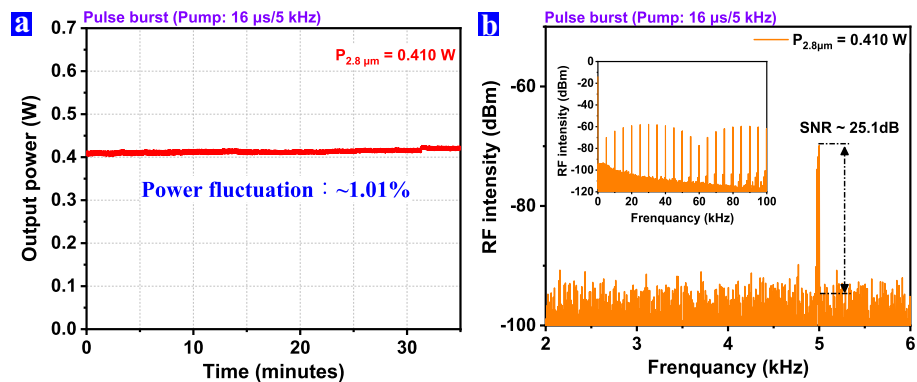 a
Pulse burst (Pump: 16 μs/5 kHz)
0.7
0.6
0.5
0.4
0.3
0.2
0.1
0.0
Output power (W)
P2.8 μm = 0.410 W
Power fluctuation：~1.01%
0
10
20
30
Time (minutes)
b
Pulse burst (Pump: 16 μs/5 kHz)
-60
-80
-100
RF intensity (dBm)
P2.8μm = 0.410 W
SNR ~ 25.1dB
0
-20
-40
-60
-80
-100
-120
RF intensity (dBm)
0
20
40
60
80
100
Frenquancy (kHz)
2
3
4
5
6
Frenquancy (kHz)